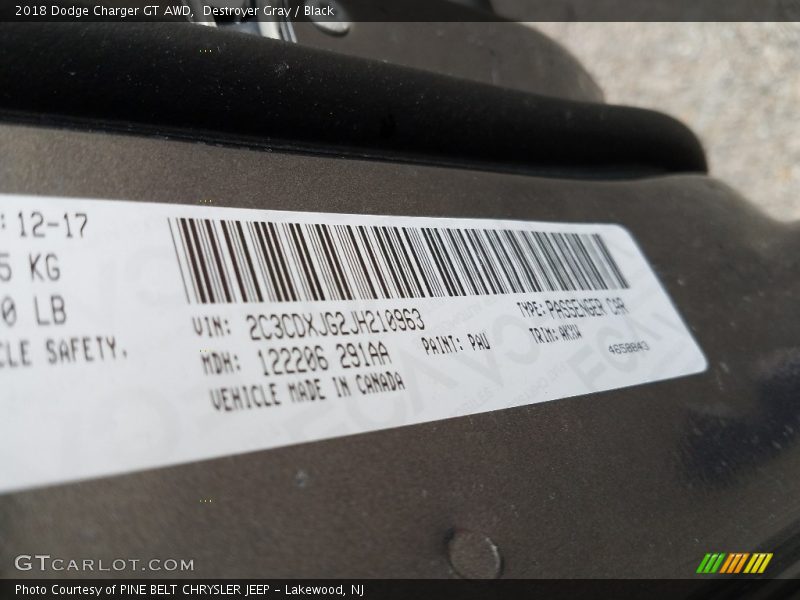 2018 Dodge Charger GT AWD, Destroyer Gray / Black
: 12-17
5 KG
0 LB
CLE SAFETY.
VIN: 2C3CDXJG2JH210963
TYPE: PASSENGER CAR
MDH: 122206 291AA
PAINT: PAU
TRIM:
VEHICLE MADE IN CANADA
4658843
GTCARLOT.COM
Photo Courtesy of PINE BELT CHRYSLER JEEP - Lakewood, NJ